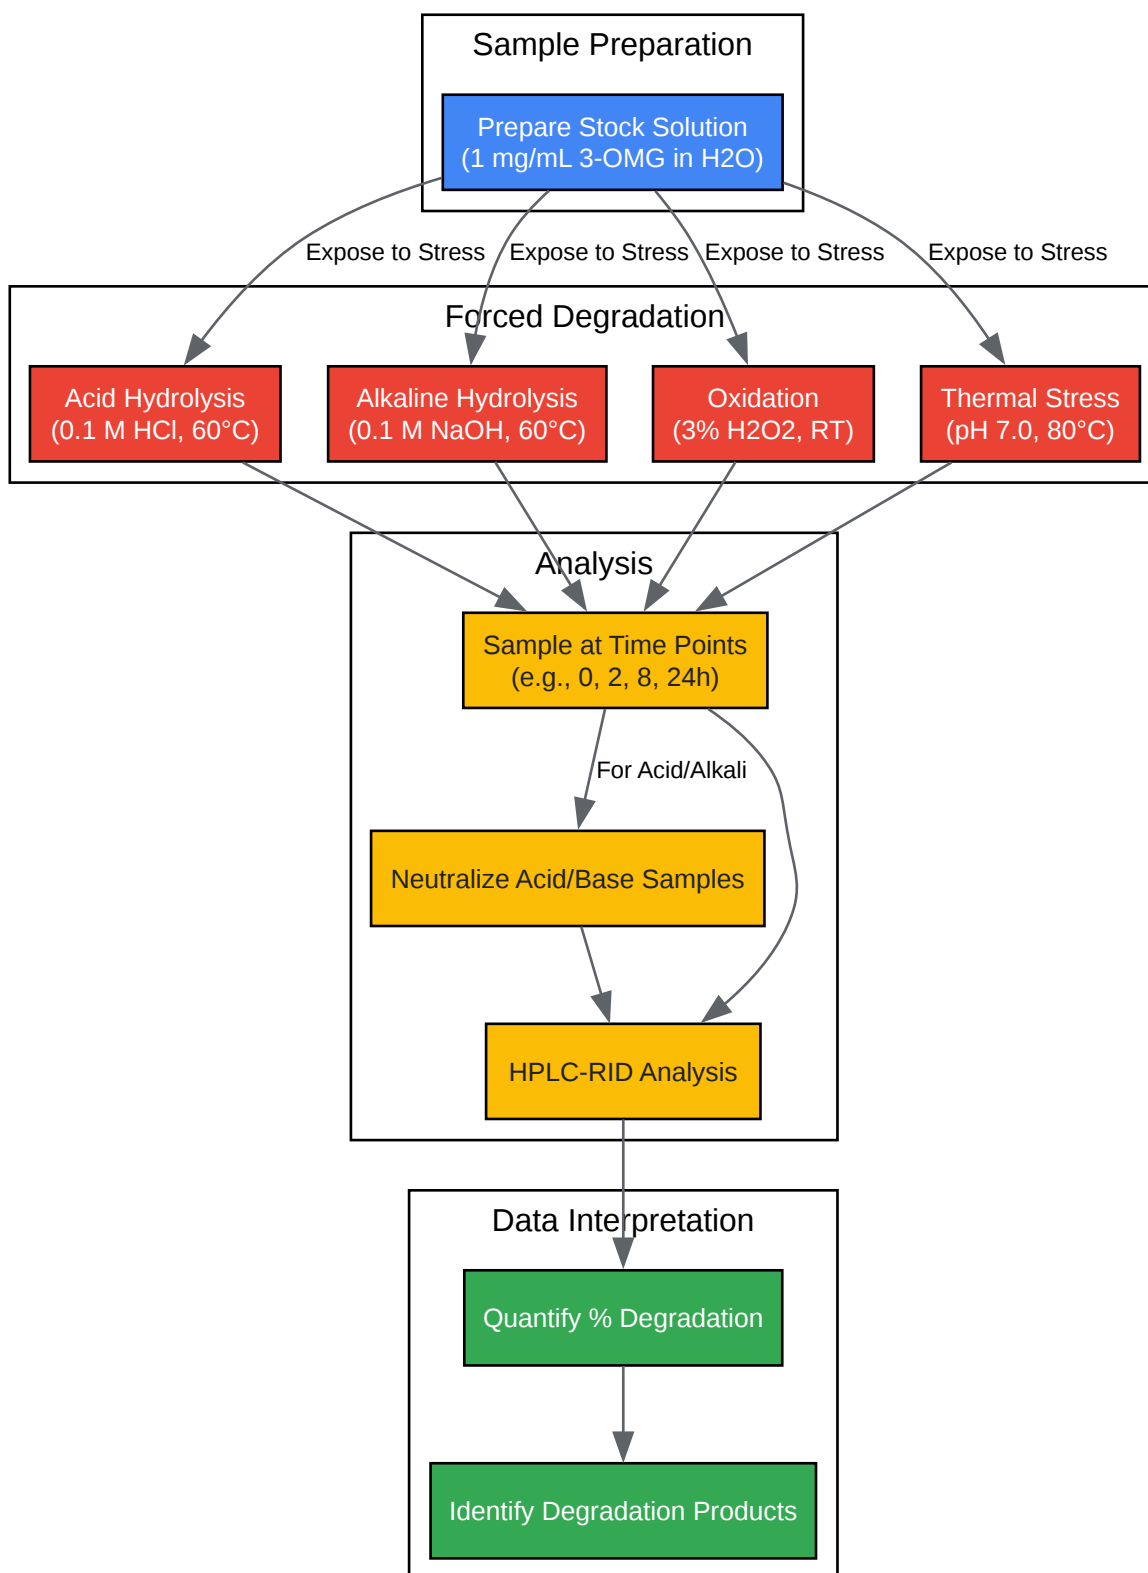 Sample Preparation
Prepare Stock Solution
(1 mg/mL 3-OMG in H2O)
Expose to Stress
Expose to Stress
Expose to Stress
Expose to Stress
Forced Degradation
Acid Hydrolysis
(0.1 M HCl, 60°C)
Alkaline Hydrolysis
(0.1 M NaOH, 60°C)
Oxidation
(3% H2O2, RT)
Thermal Stress
(pH 7.0, 80°C)
Analysis
Sample at Time Points
(e.g., 0, 2, 8, 24h)
For Acid/Alkali
Neutralize Acid/Base Samples
HPLC-RID Analysis
Data Interpretation
Quantify % Degradation
Identify Degradation Products